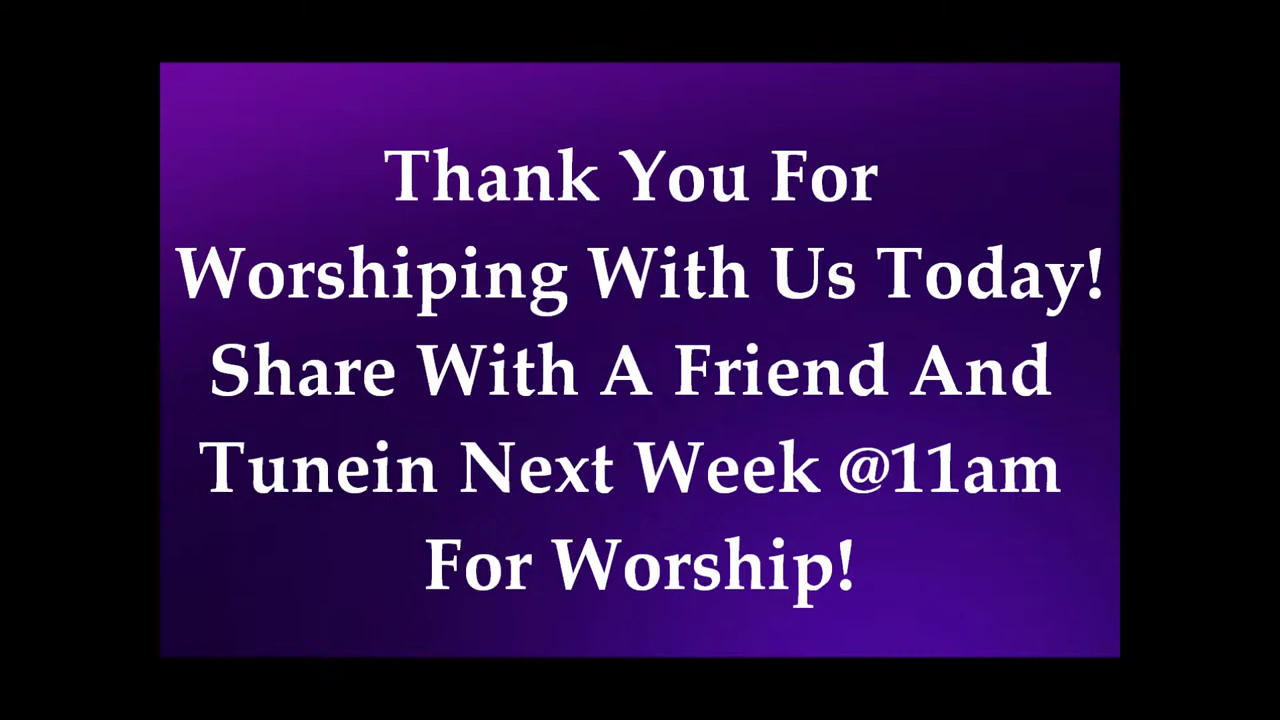 Thank You For
Worshiping With Us Today!
Share With A Friend And
Tunein Next Week @11am
For Worship!